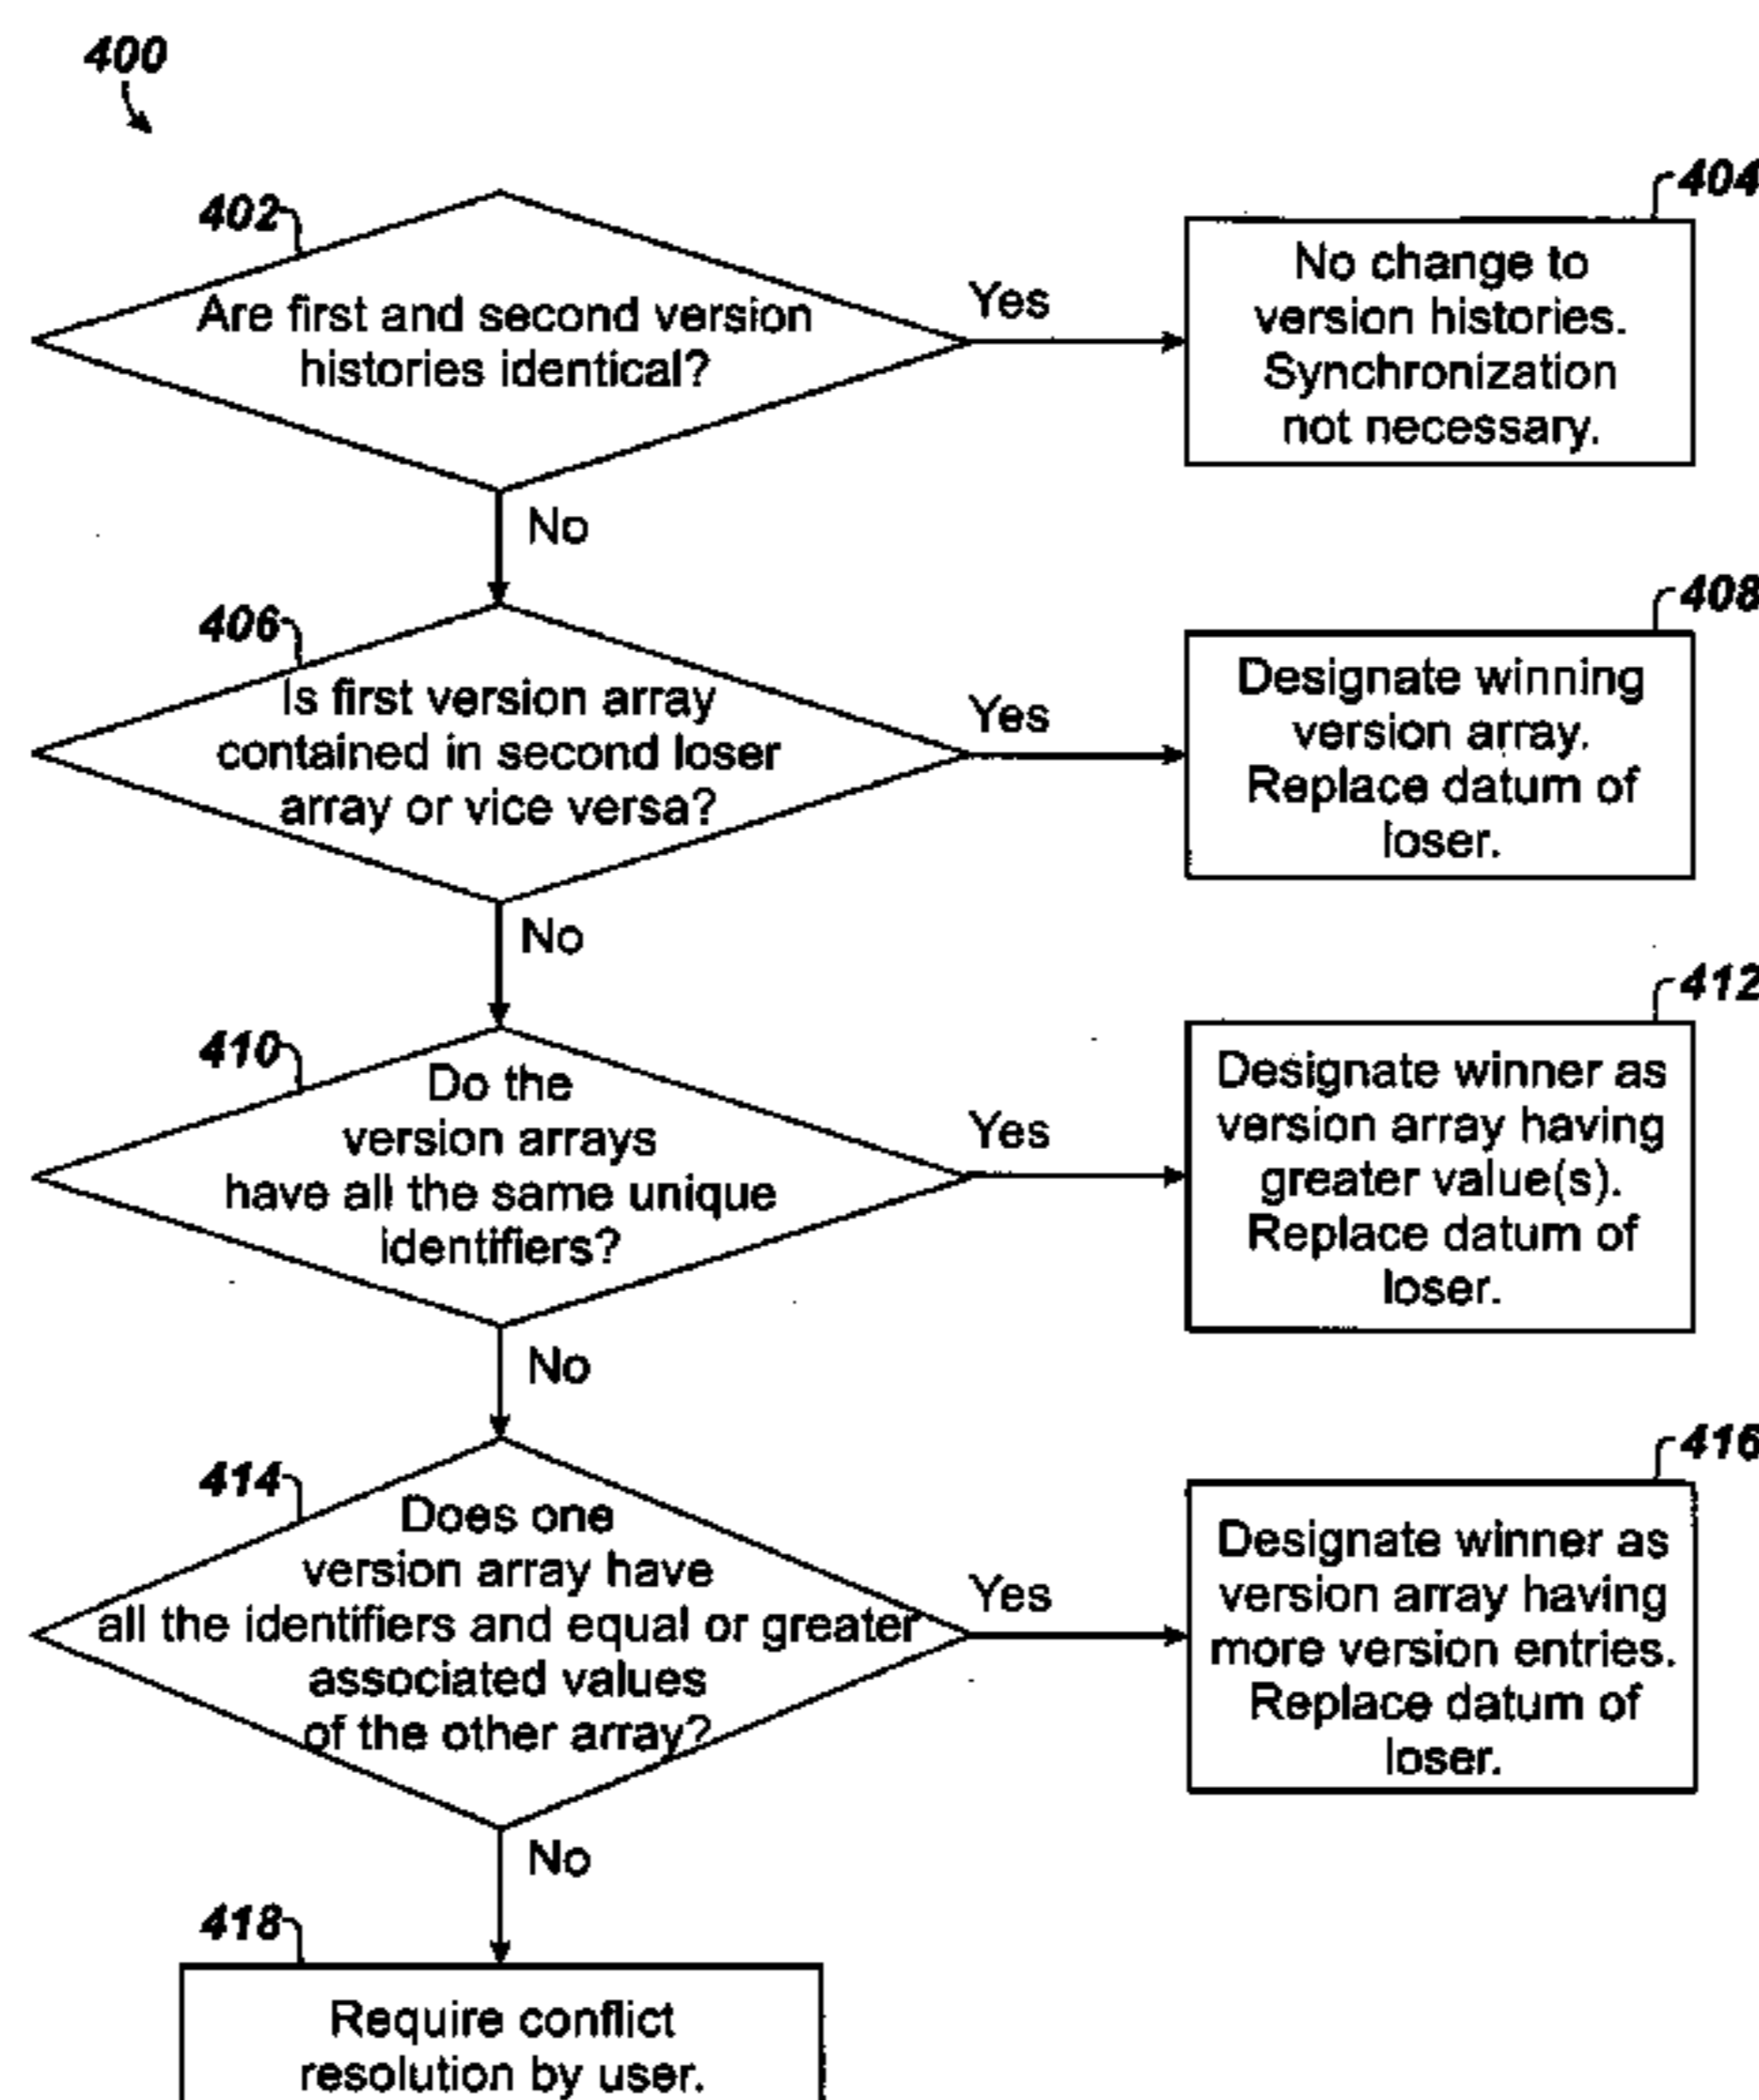 400
402
Are first and second version
histories identical?
Yes
404
No change to
version histories.
Synchronization
not necessary.
No
406
Is first version array
contained in second loser
array or vice versa?
Yes
408
Designate winning
version array.
Replace datum of
loser.
No
410
Do the
version arrays
have all the same unique
identifiers?
Yes
412
Designate winner as
version array having
greater value(s).
Replace datum of
loser.
No
414
Does one
version array have
all the identifiers and equal or greater
associated values
of the other array?
Yes
416
Designate winner as
version array having
more version entries.
Replace datum of
loser.
No
418
Require conflict
resolution by user.